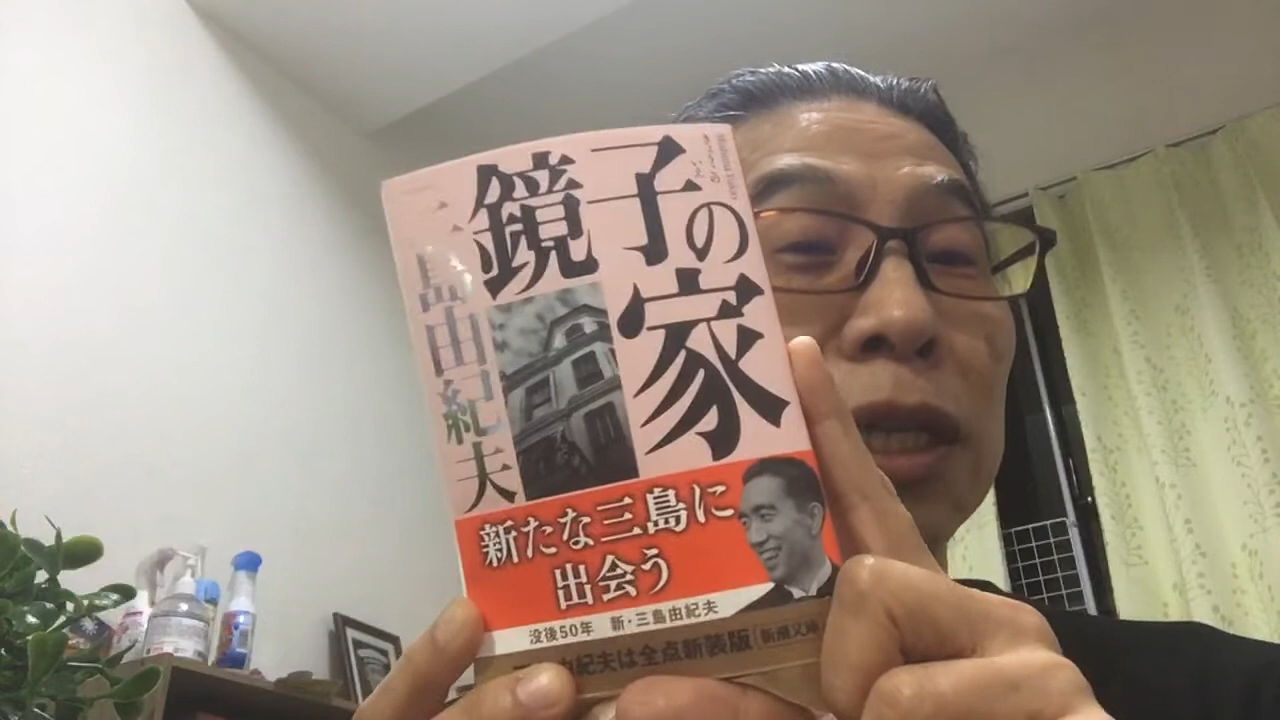 鏡子の家
三島由紀夫
新たな三島に
出会う
没後50年 新・三島由紀夫
由紀夫は全点新装版
新潮文庫